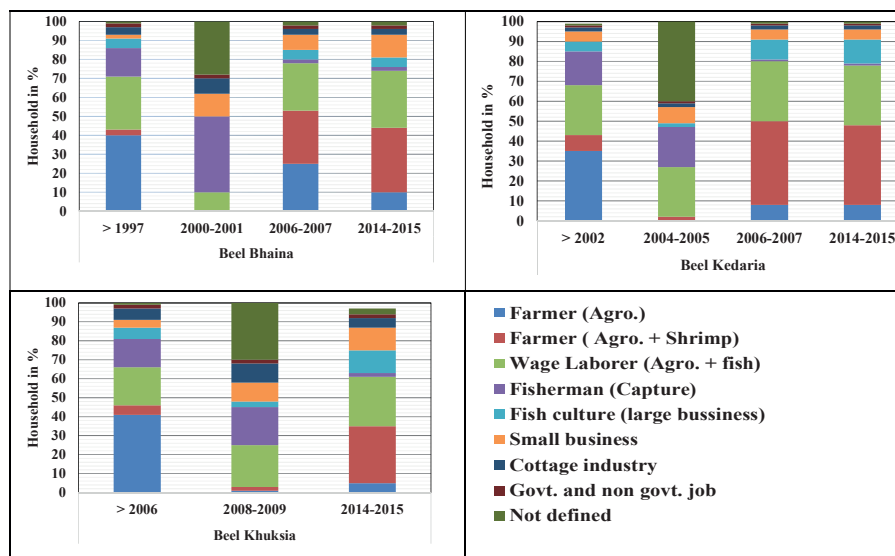 Household in %
100
90
80
70
60
50
40
30
20
10
0
> 1997 2000-2001 2006-2007 2014-2015
Beel Bhaina
Household in %
100
90
80
70
60
50
40
30
20
10
0
> 2002 2004-2005 2006-2007 2014-2015
Beel Kedaria
Household in %
100
90
80
70
60
50
40
30
20
10
0
> 2006 2008-2009 2014-2015
Beel Khuksia
Farmer (Agro.)
Farmer ( Agro. + Shrimp)
Wage Laborer (Agro. + fish)
Fisherman (Capture)
Fish culture (large bussiness)
Small business
Cottage industry
Govt. and non govt. job
Not defined